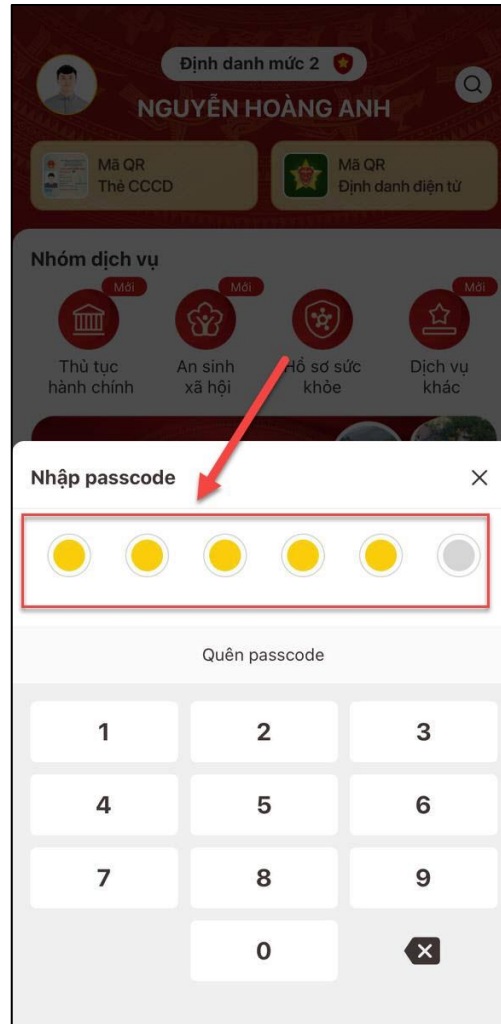 Định danh mức 2
NGUYỄN HOÀNG ANH
Mã QR
Thẻ CCCD
Mã QR
Định danh điện tử
Nhóm dịch vụ
Mới
Mới
Mới
Thủ tục
hành chính
An sinh
xã hội
Hồ sơ sức
khỏe
Dịch vụ
khác
Nhập passcode
Quên passcode
1 2 3
4 5 6
7 8 9
0